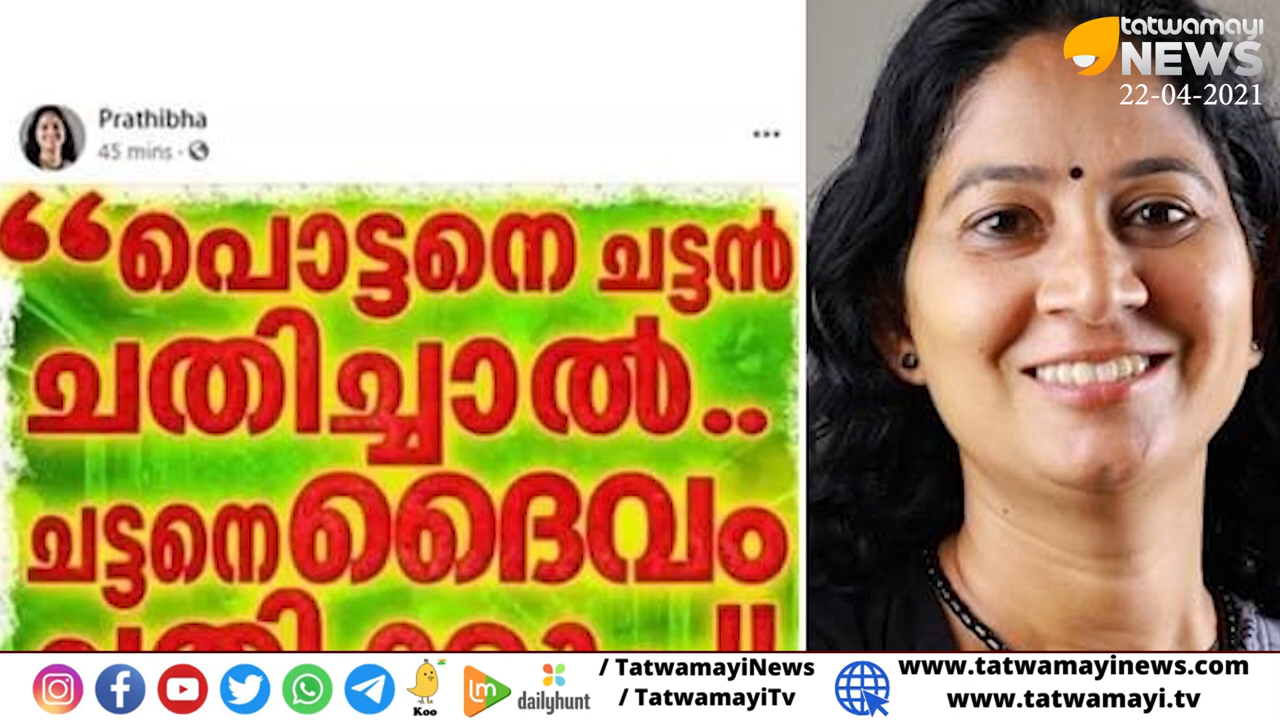 tatwamayi
NEWS
22-04-2021
Prathibha
45 mins ·
“പൊട്ടനെ ചട്ടൻ
ചതിച്ചാൽ..
ചട്ടനെ ദൈവം
Koo
dailyhunt
/ TatwamayiNews
/ TatwamayiTv
www.tatwamayinews.com
www.tatwamayi.tv